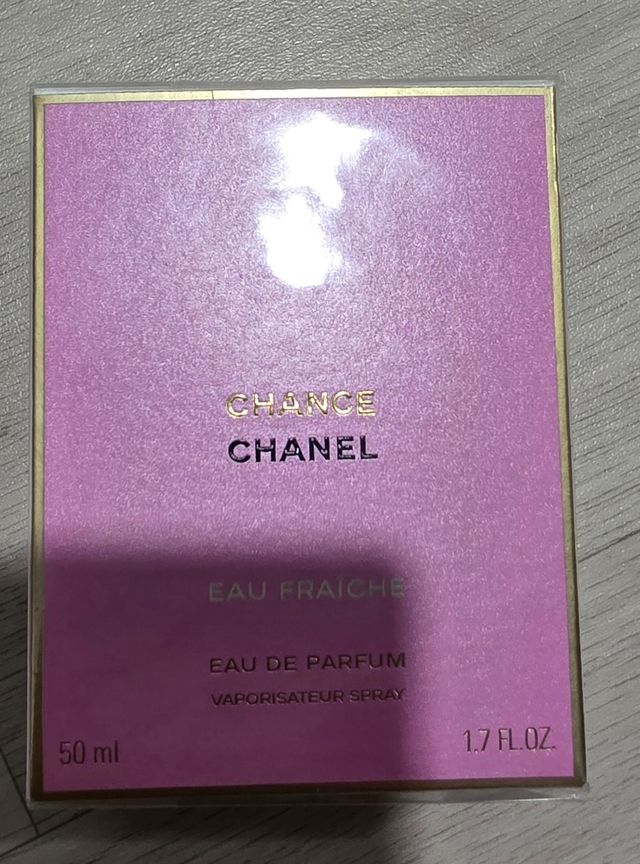 CHANCE
CHANEL
EAU FRAÎCHE
EAU DE PARFUM
VAPORISATEUR SPRAY
50 ml
1.7 FL.OZ.